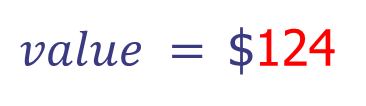 value = $124